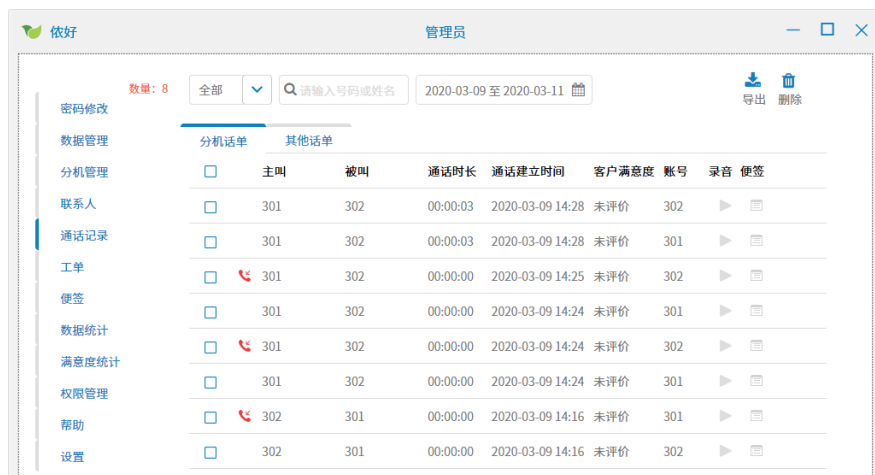 侬好
管理员
数量: 8
全部
请输入号码或姓名
2020-03-09 至 2020-03-11
导出
删除
密码修改
数据管理
分机管理
联系人
通话记录
工单
便签
数据统计
满意度统计
权限管理
帮助
设置
分机话单
其他话单
主叫 被叫 通话时长 通话建立时间 客户满意度 账号 录音 便签
301 302 00:00:03 2020-03-09 14:28 未评价 302
301 302 00:00:03 2020-03-09 14:28 未评价 301
301 302 00:00:00 2020-03-09 14:25 未评价 302
301 302 00:00:00 2020-03-09 14:24 未评价 301
301 302 00:00:00 2020-03-09 14:24 未评价 302
301 302 00:00:00 2020-03-09 14:24 未评价 301
302 301 00:00:00 2020-03-09 14:16 未评价 301
302 301 00:00:00 2020-03-09 14:16 未评价 302